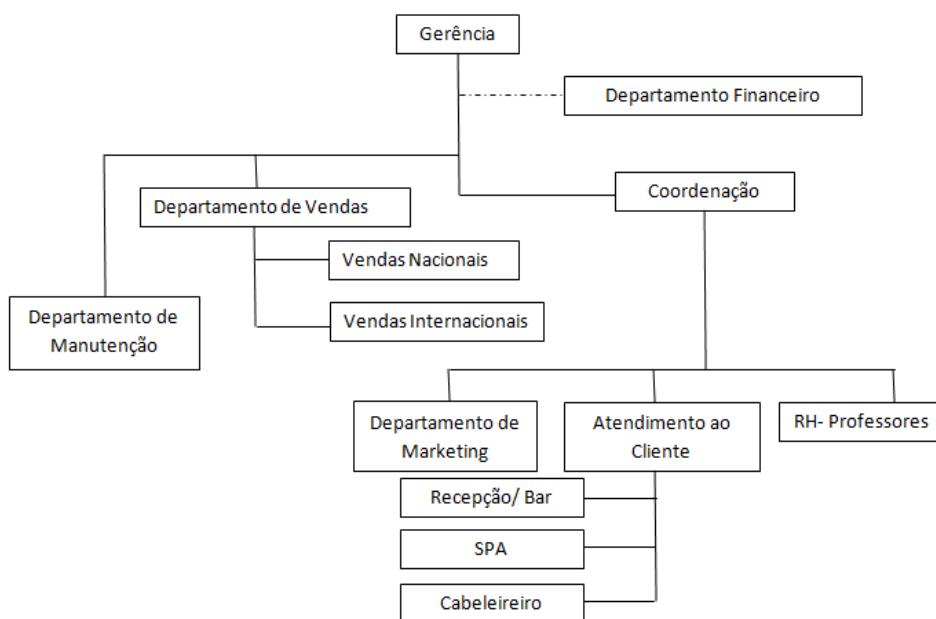 Gerência
Departamento Financeiro
Coordenação
Departamento de Vendas
Vendas Nacionais
Departamento de
Manutenção
Vendas Internacionais
Departamento de
Marketing
Atendimento ao
Cliente
RH- Professores
Recepção/ Bar
SPA
Cabeleireiro